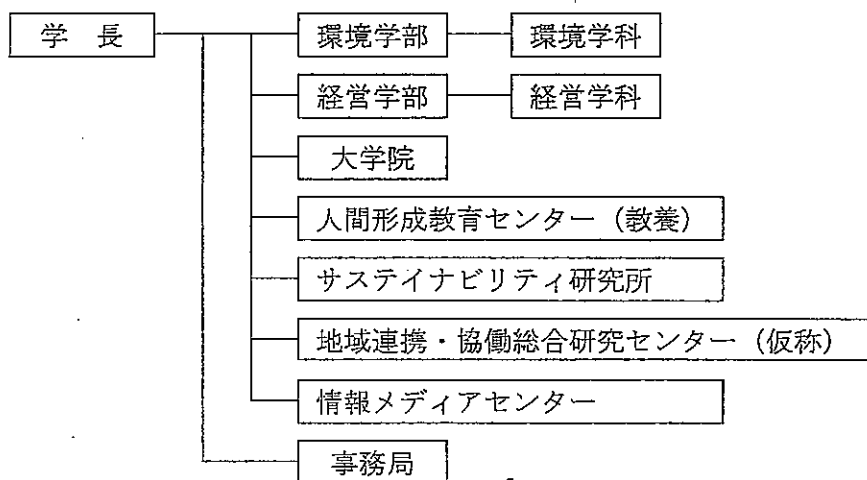 学 長
環境学部
環境学科
経営学部
経営学科
大学院
人間形成教育センター（教養）
サステイナビリティ研究所
地域連携・協働総合研究センター（仮称）
情報メディアセンター
事務局